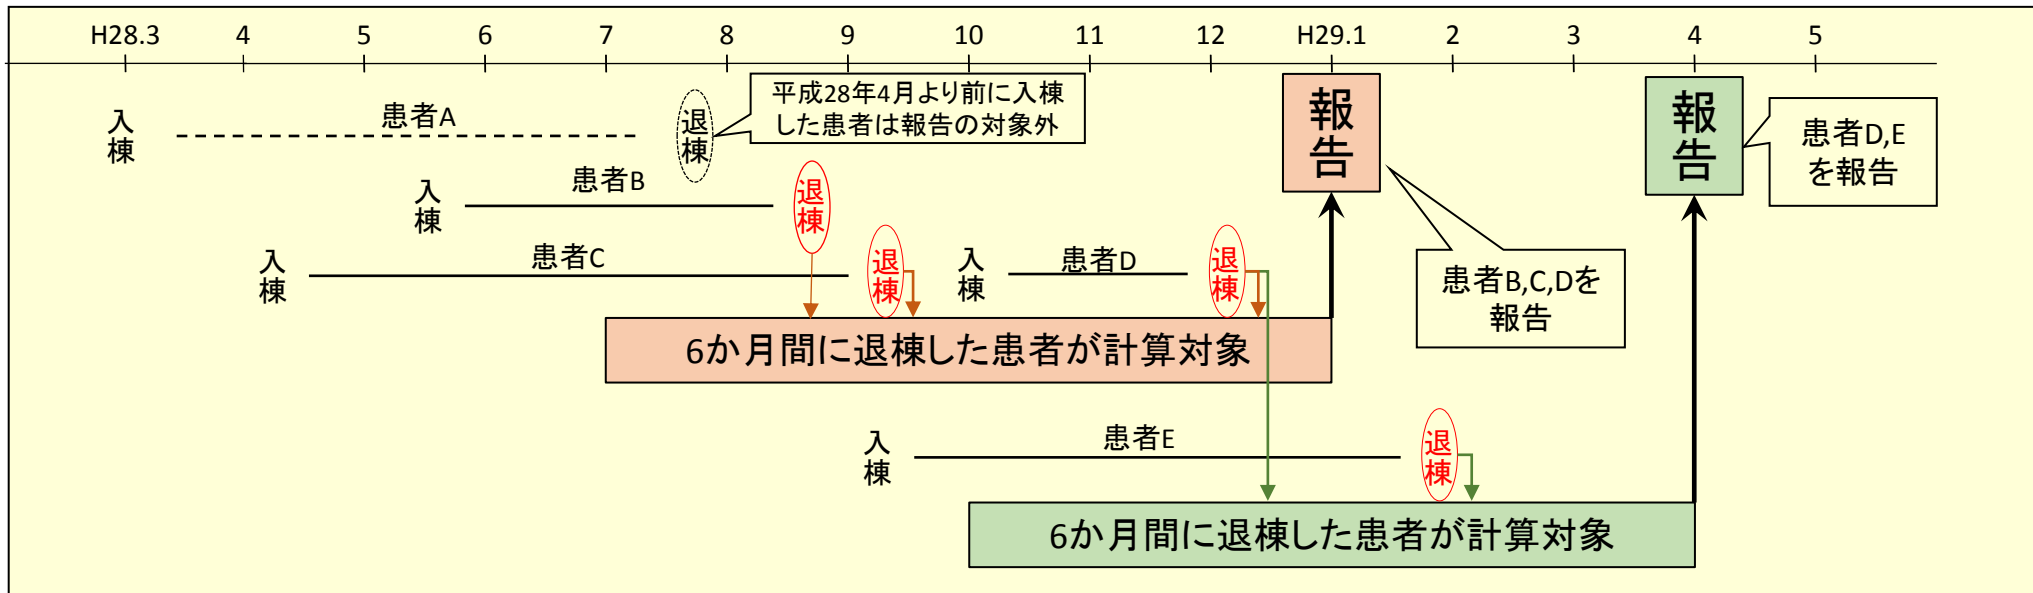 H28.3 4 5 6 7 8 9 10 11 12 H29.1 2 3 4 5
入棟
患者A
退棟
平成28年4月より前に入棟
した患者は報告の対象外
報告
報告
患者D,E
を報告
入棟
患者B
退棟
入棟
患者C
退棟
入棟
患者D
退棟
患者B,C,Dを
報告
6か月間に退棟した患者が計算対象
入棟
患者E
退棟
6か月間に退棟した患者が計算対象